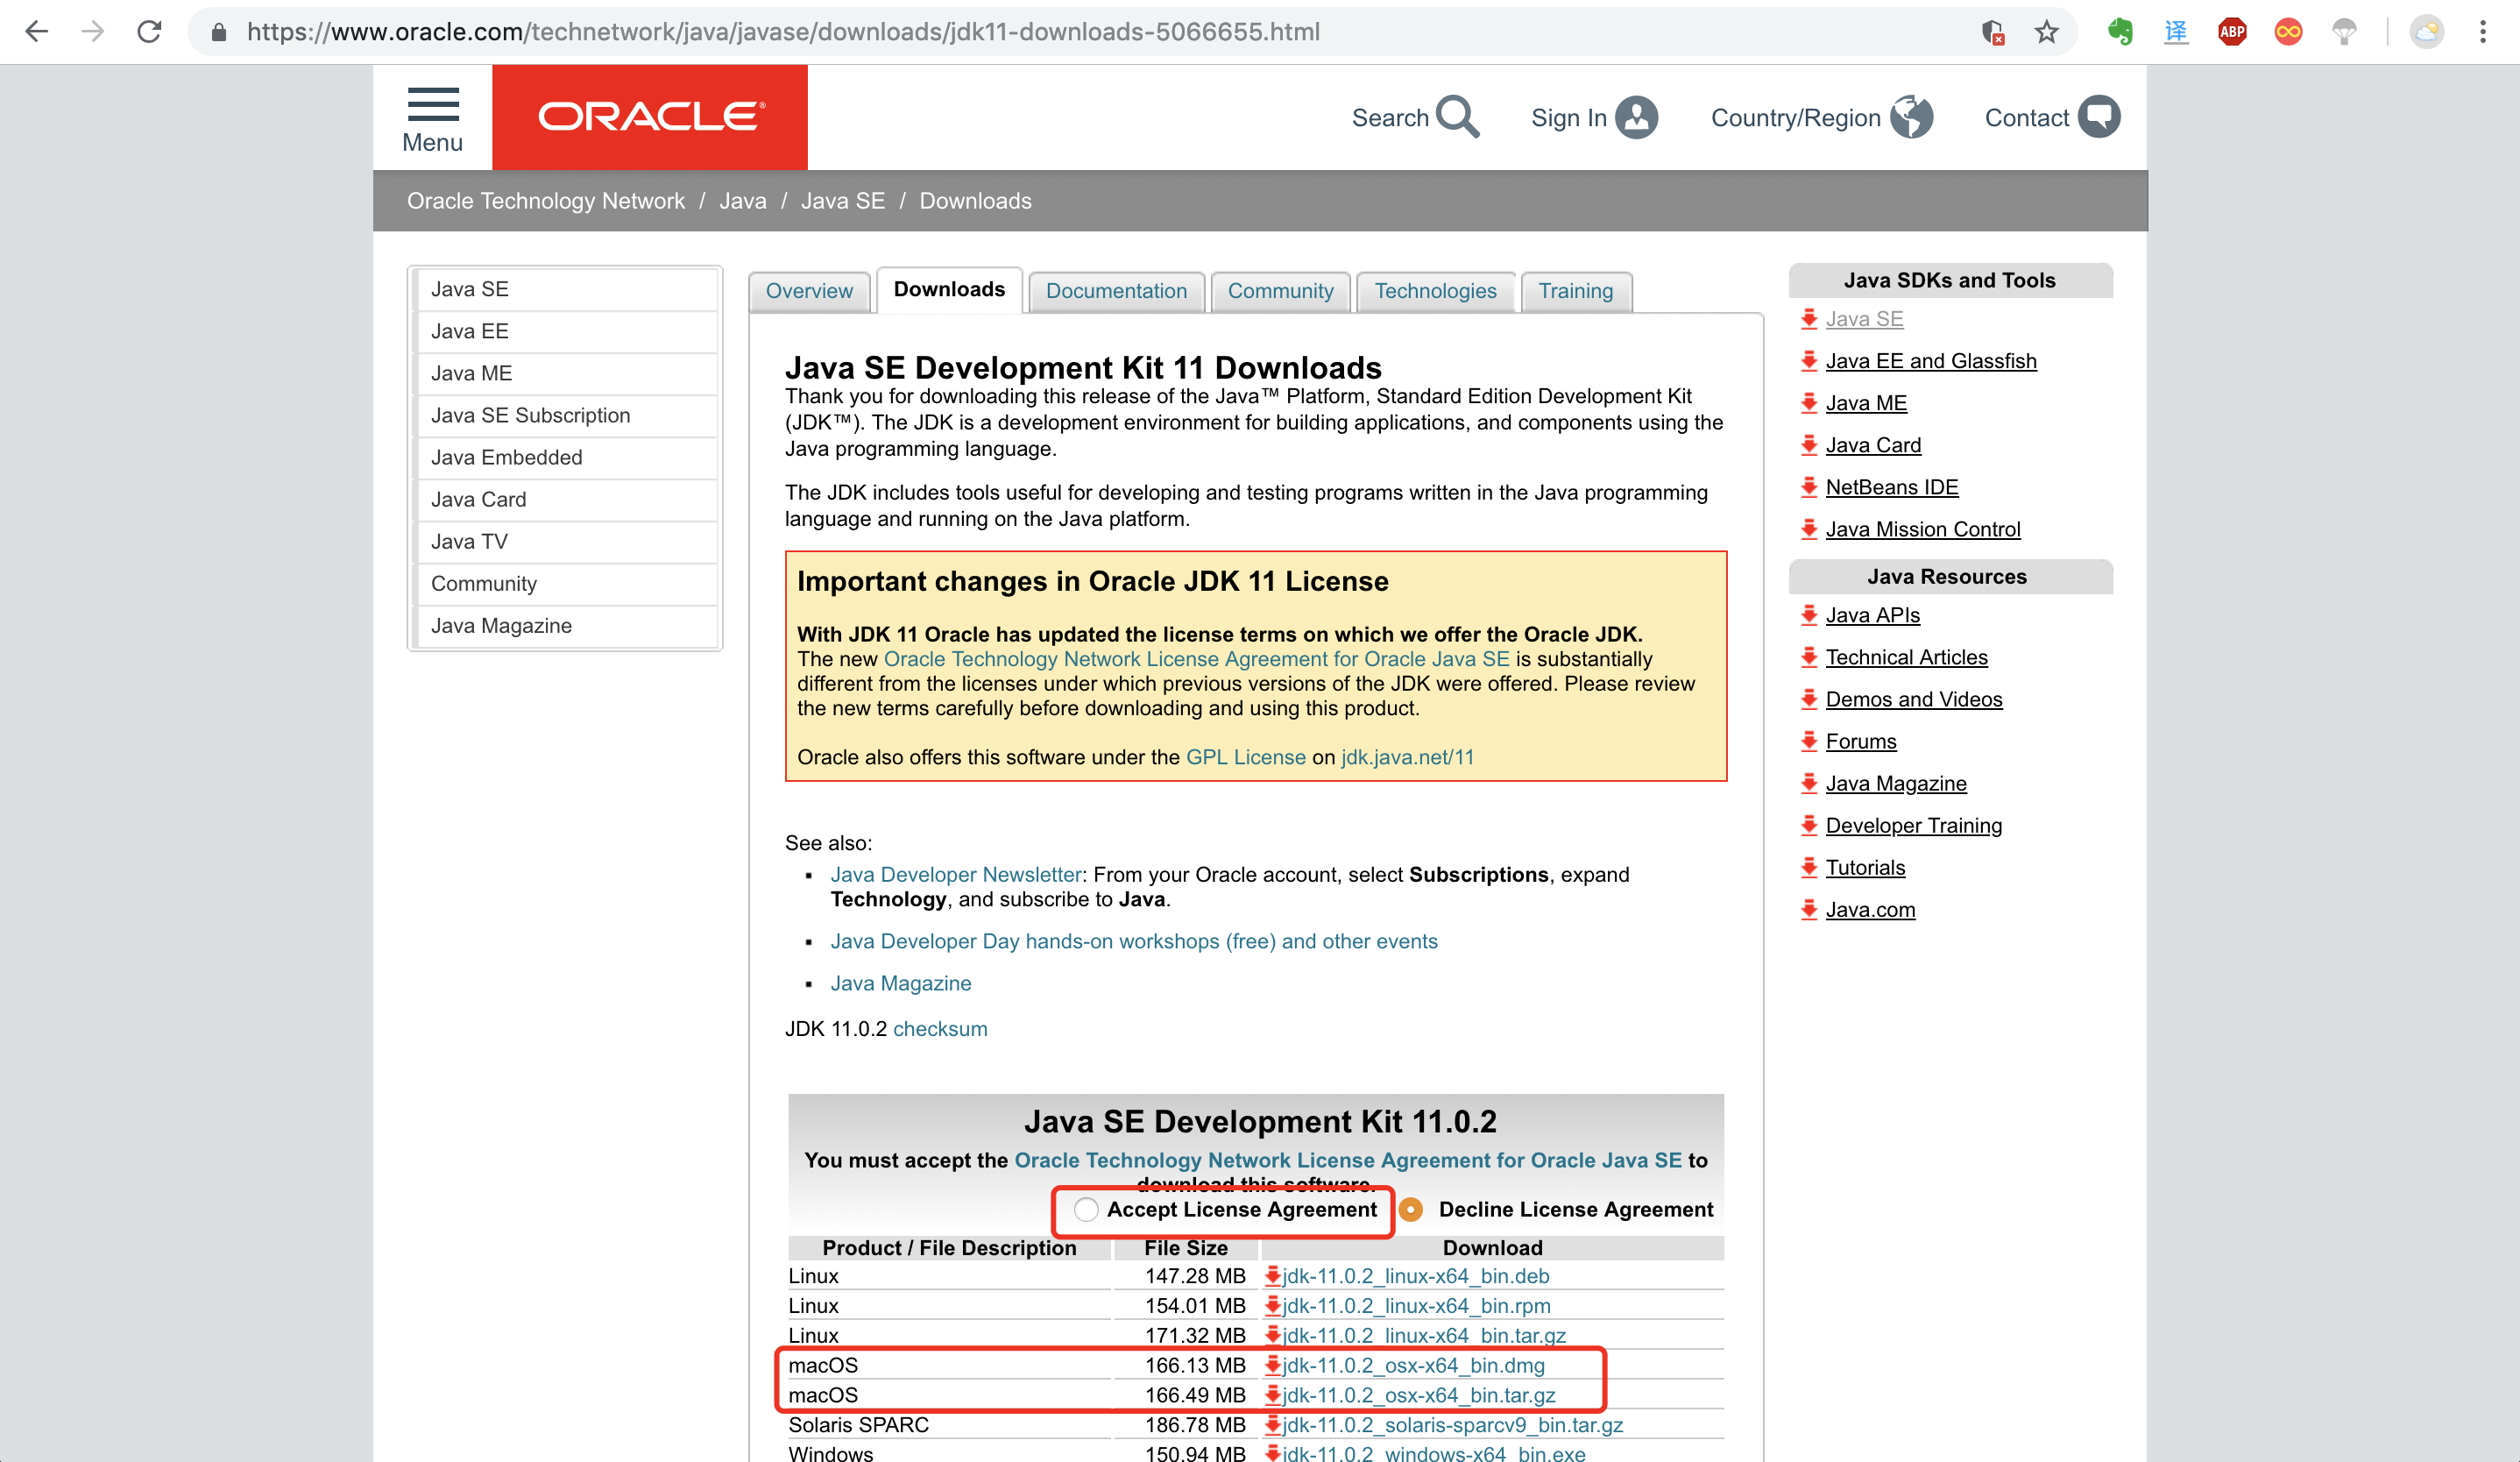 https://www.oracle.com/technetwork/java/javase/downloads/jdk11-downloads-5066655.html
译
ABP
Menu
ORACLE®
Search
Sign In
Country/Region
Contact
Oracle Technology Network / Java / Java SE / Downloads
Java SE
Java EE
Java ME
Java SE Subscription
Java Embedded
Java Card
Java TV
Community
Java Magazine
Overview
Downloads
Documentation
Community
Technologies
Training
Java SE Development Kit 11 Downloads
Thank you for downloading this release of the Java™ Platform, Standard Edition Development Kit
(JDK™). The JDK is a development environment for building applications, and components using the
Java programming language.
The JDK includes tools useful for developing and testing programs written in the Java programming
language and running on the Java platform.
Important changes in Oracle JDK 11 License
With JDK 11 Oracle has updated the license terms on which we offer the Oracle JDK.
The new Oracle Technology Network License Agreement for Oracle Java SE is substantially
different from the licenses under which previous versions of the JDK were offered. Please review
the new terms carefully before downloading and using this product.
Oracle also offers this software under the GPL License on jdk.java.net/11
See also:
Java Developer Newsletter: From your Oracle account, select Subscriptions, expand
Technology, and subscribe to Java.
Java Developer Day hands-on workshops (free) and other events
Java Magazine
JDK 11.0.2 checksum
Java SE Development Kit 11.0.2
You must accept the Oracle Technology Network License Agreement for Oracle Java SE to
download this software.
Accept License Agreement
Decline License Agreement
Product / File Description File Size Download
Linux 147.28 MB jdk-11.0.2_linux-x64_bin.deb
Linux 154.01 MB jdk-11.0.2_linux-x64_bin.rpm
Linux 171.32 MB jdk-11.0.2_linux-x64_bin.tar.gz
macOS 166.13 MB jdk-11.0.2_osx-x64_bin.dmg
macOS 166.49 MB jdk-11.0.2_osx-x64_bin.tar.gz
Solaris SPARC 186.78 MB jdk-11.0.2_solaris-sparcv9_bin.tar.gz
Windows 150.94 MB jdk-11.0.2_windows-x64_bin.exe
Java SDKs and Tools
Java SE
Java EE and Glassfish
Java ME
Java Card
NetBeans IDE
Java Mission Control
Java Resources
Java APIs
Technical Articles
Demos and Videos
Forums
Java Magazine
Developer Training
Tutorials
Java.com